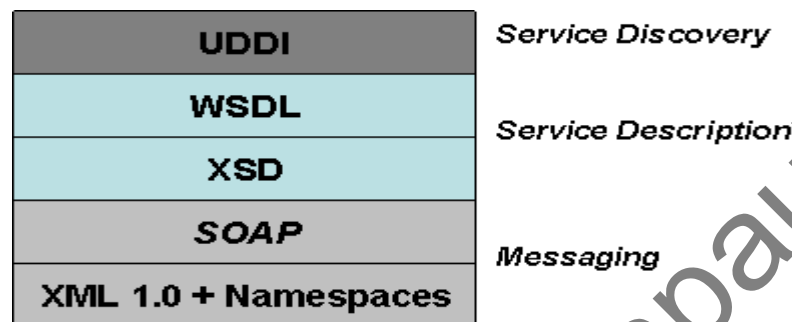 UDDI
Service Discovery
WSDL
Service Description
XSD
SOAP
Messaging
XML 1.0 + Namespaces